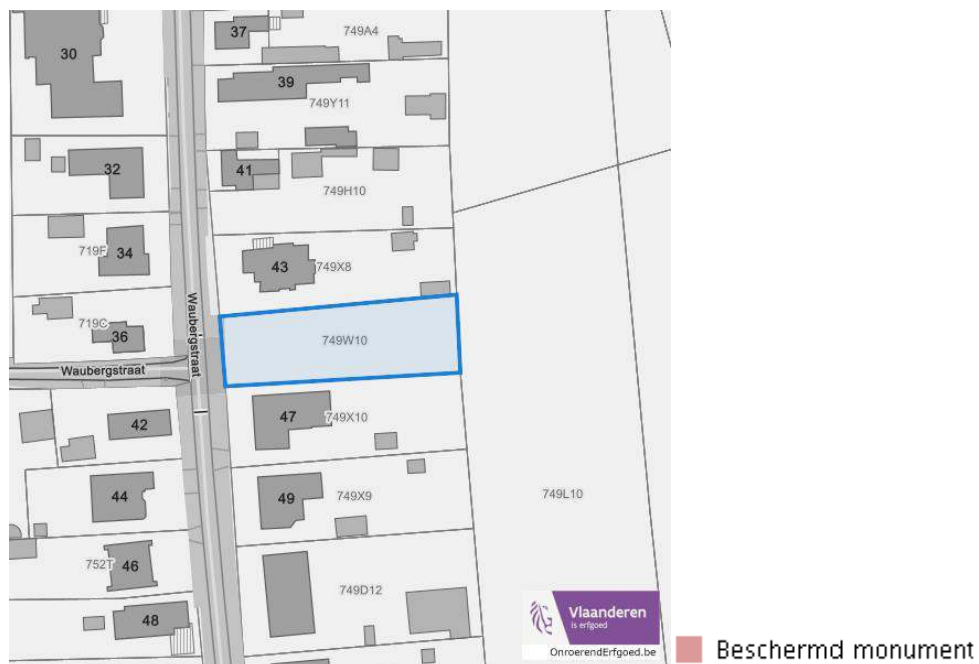 37
749A4
30
39
749Y11
32
41
749H10
719F
34
43
749X8
719C
36
Waubergstraat
749W10
Waubergstraat
42
47
749X10
44
49
749X9
749L10
752T
46
749D12
48
Vlaanderen
is erfgoed
OnroerendErfgoed.be
Beschermd monument